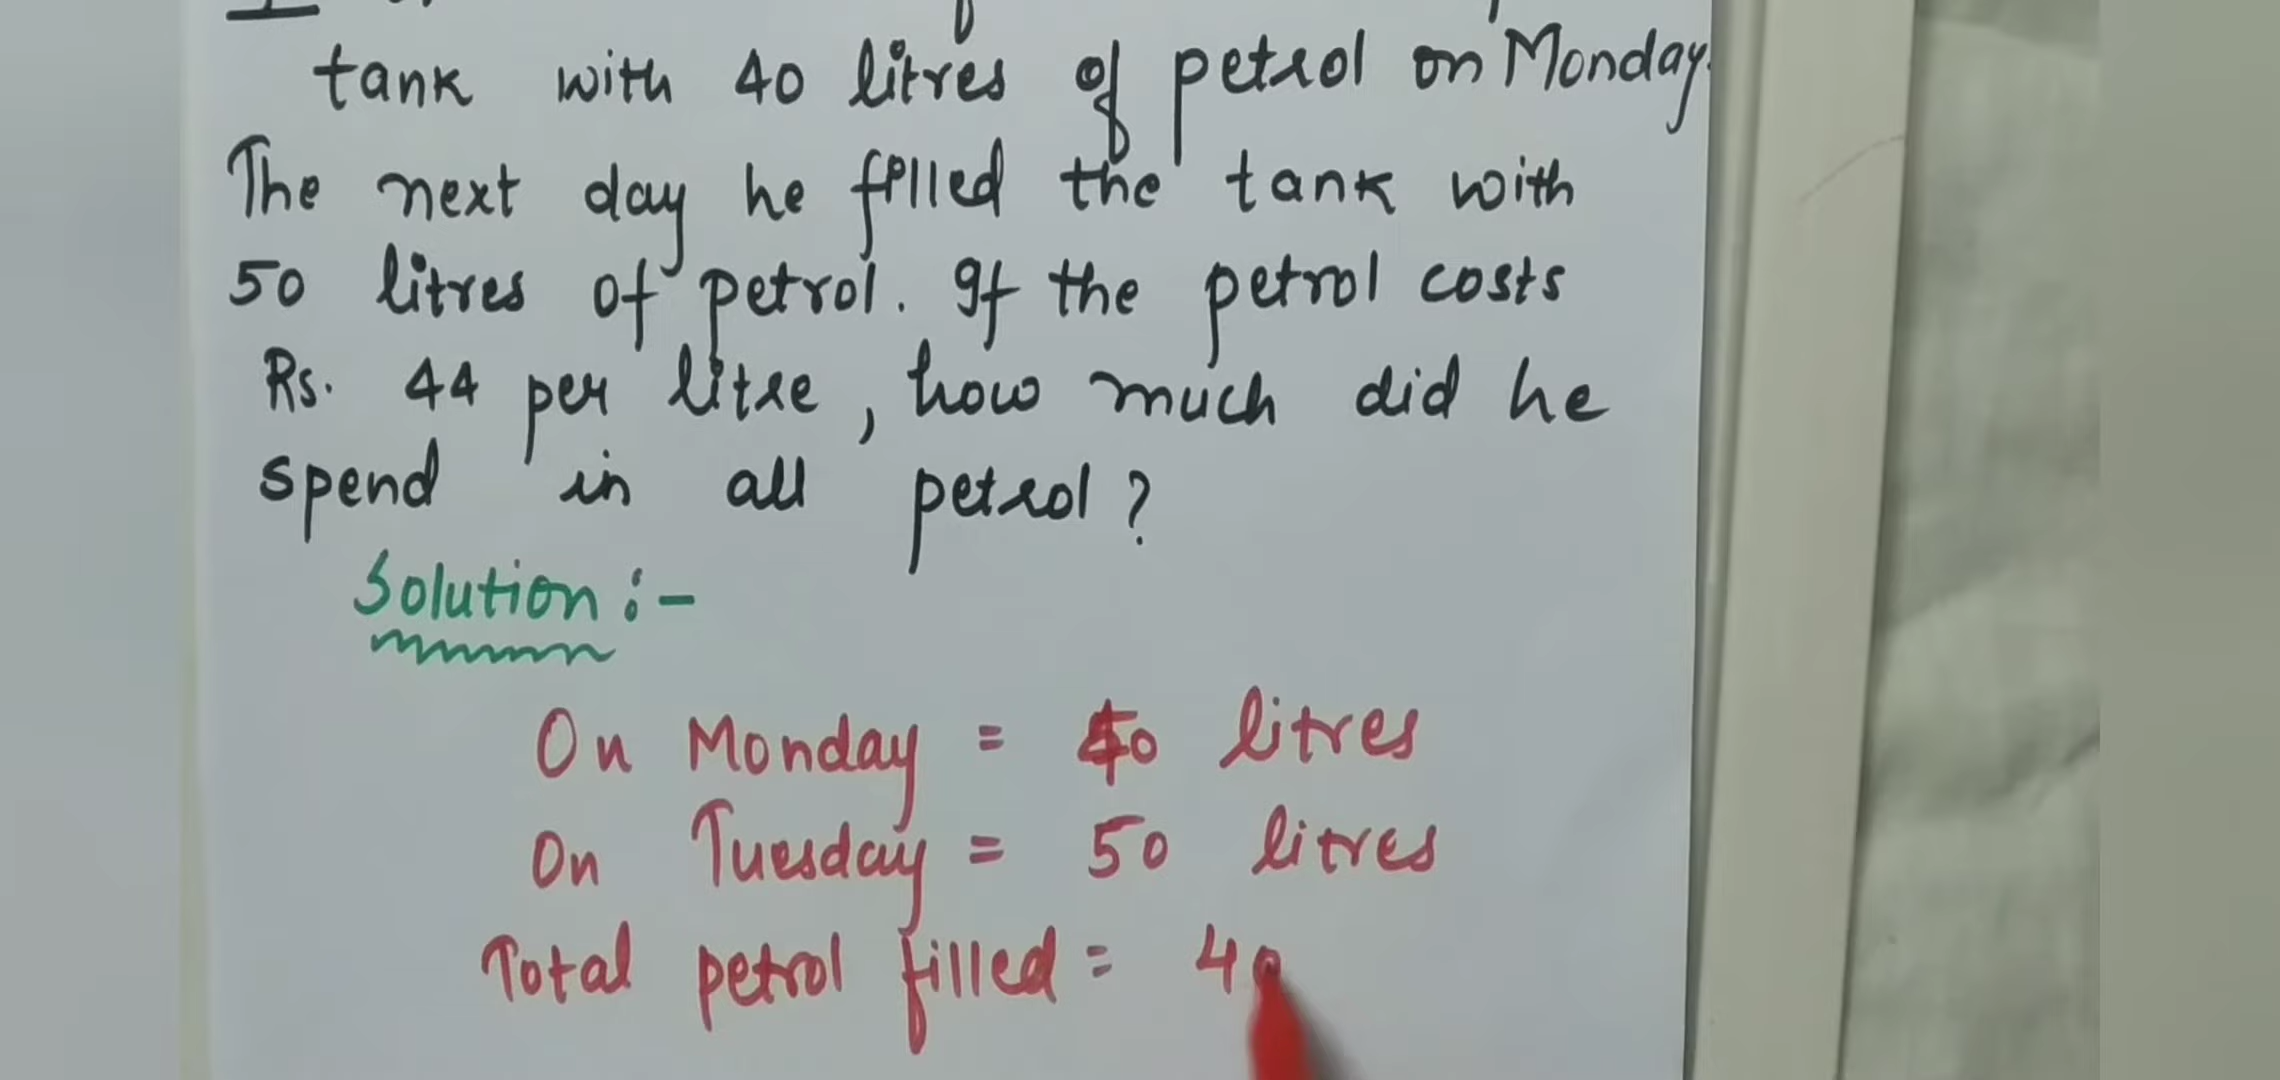 tank with 40 litres of petrol on Monday.
The next day he filled the tank with
50 litres of petrol. If the petrol costs
Rs. 44 per litre, how much did he
spend in all petrol?
Solution :-
On Monday = 40 litres
On Tuesday = 50 litres
Total petrol filled = 40